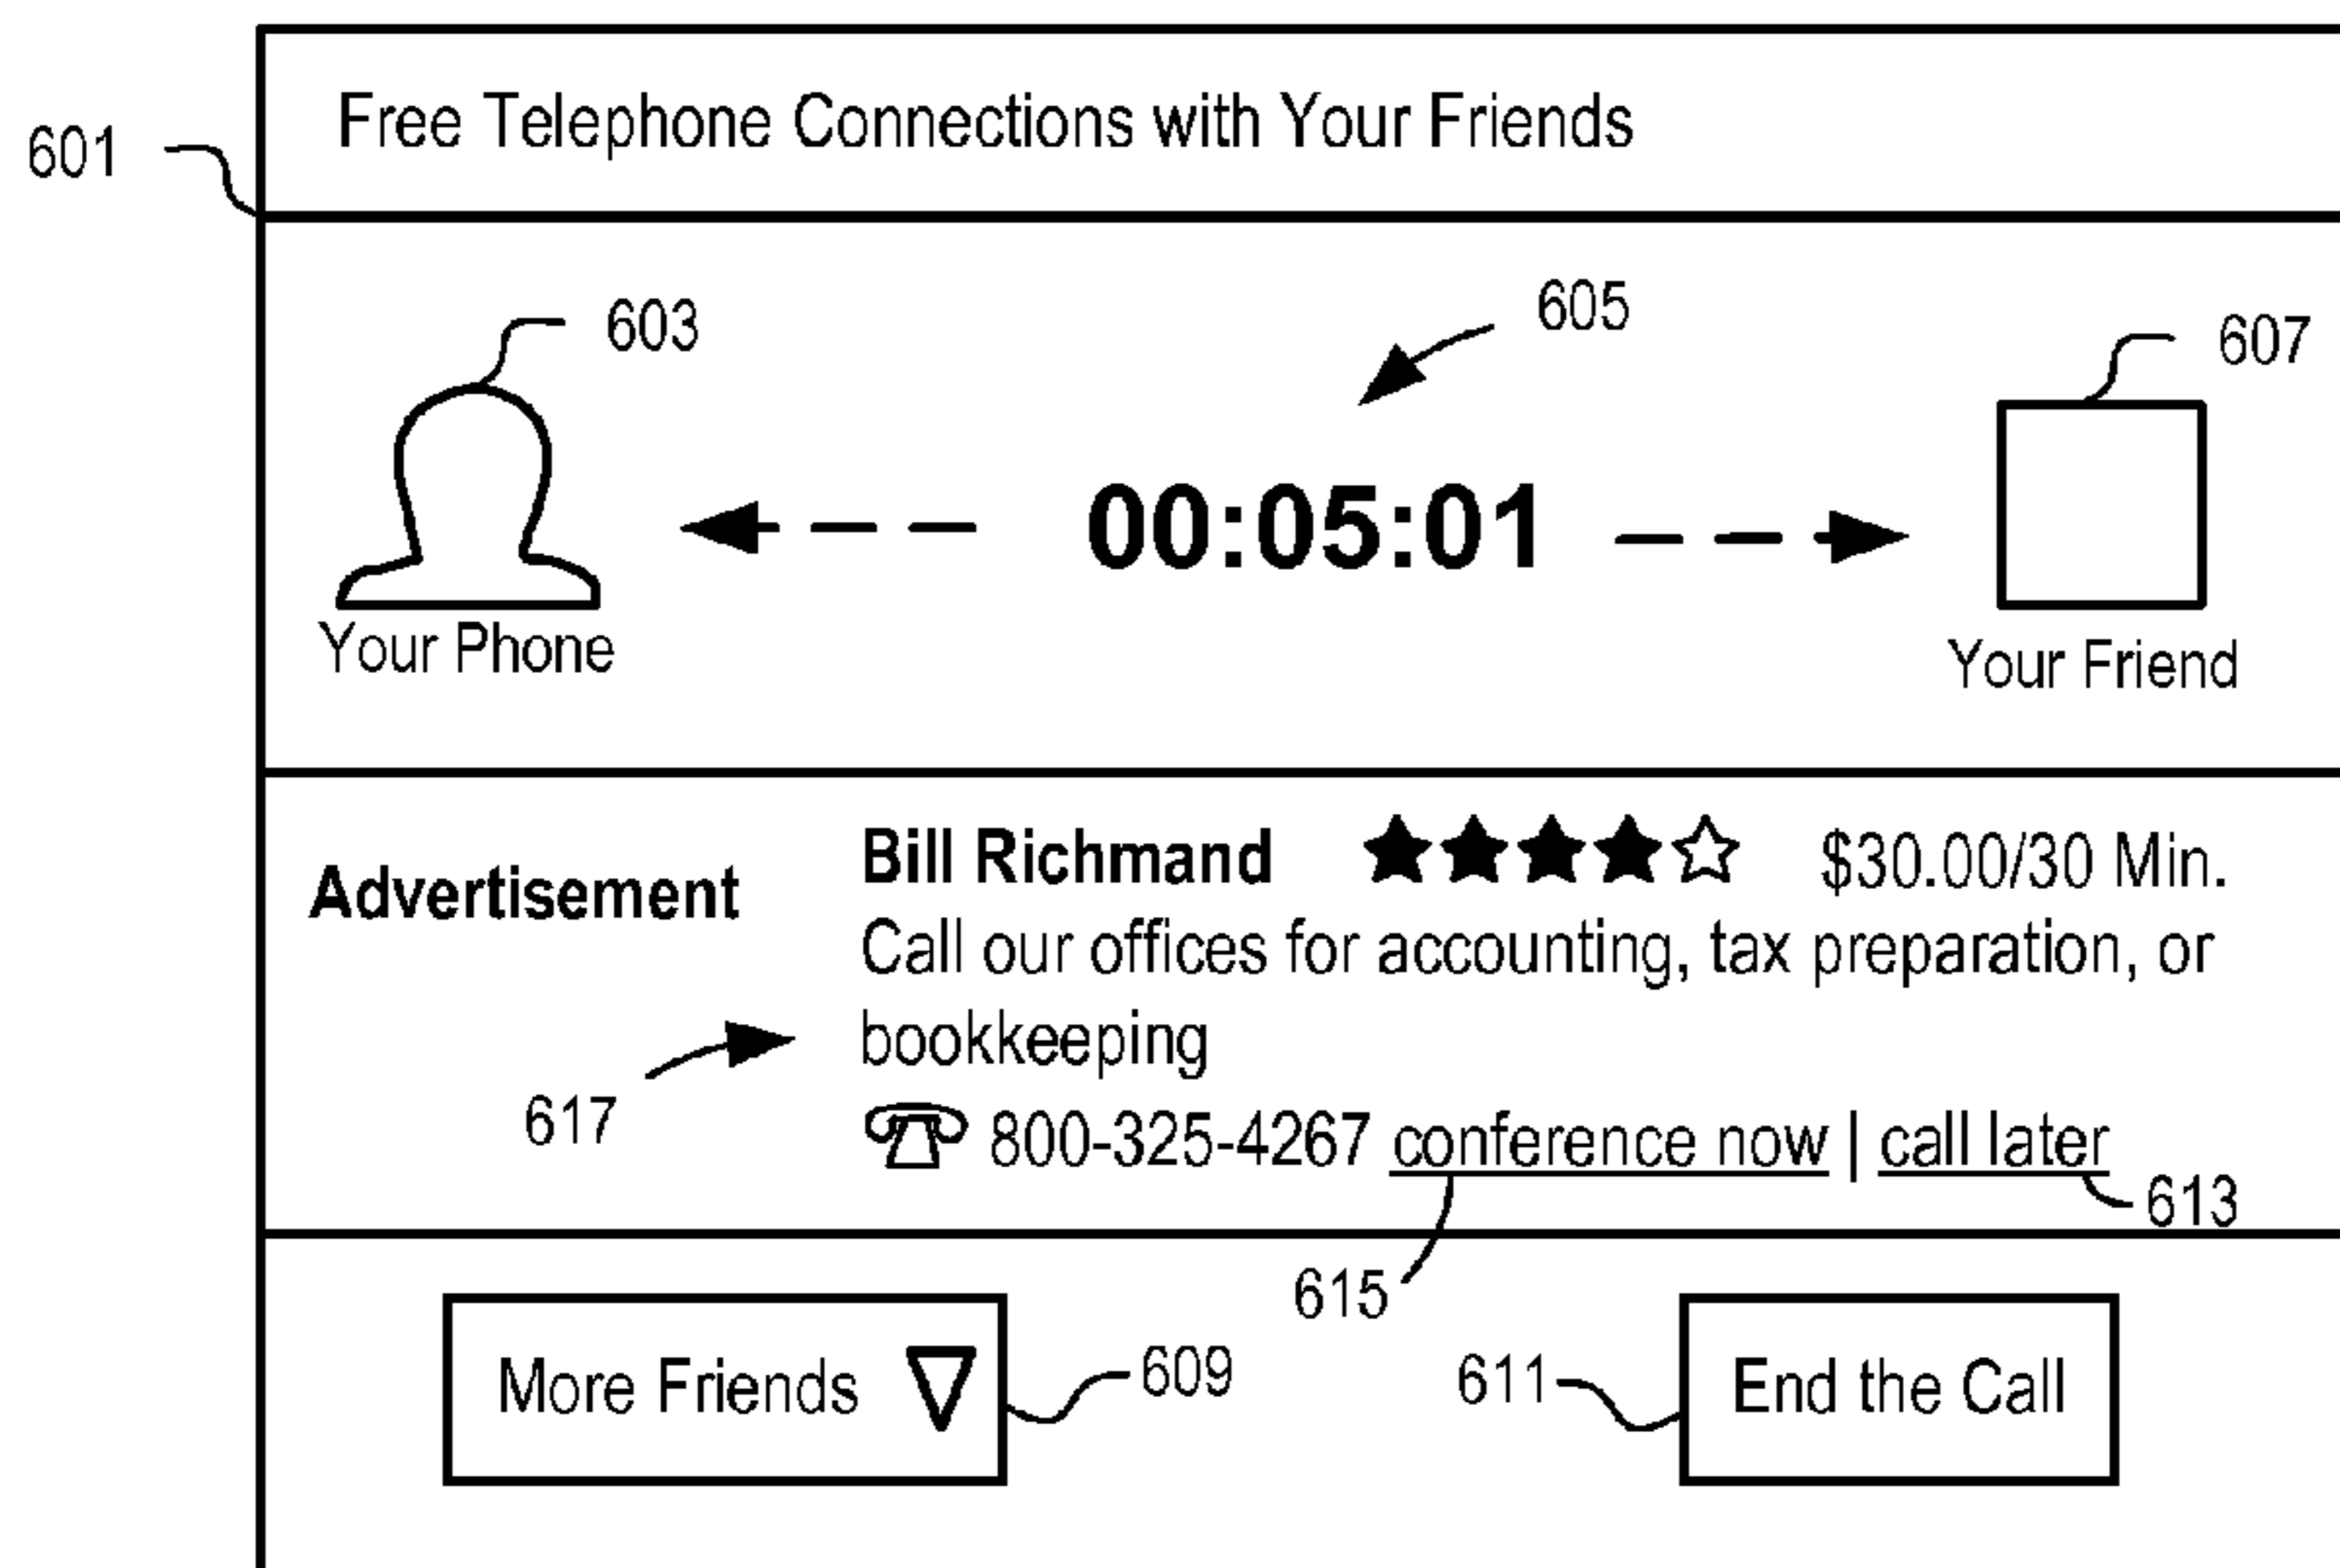 Free Telephone Connections with Your Friends
601
603
605
607
00:05:01
Your Phone
Your Friend
Advertisement
Bill Richmand $30.00/30 Min.
Call our offices for accounting, tax preparation, or
bookkeeping
617
800-325-4267 conference now | call later
613
615
More Friends
609
611
End the Call